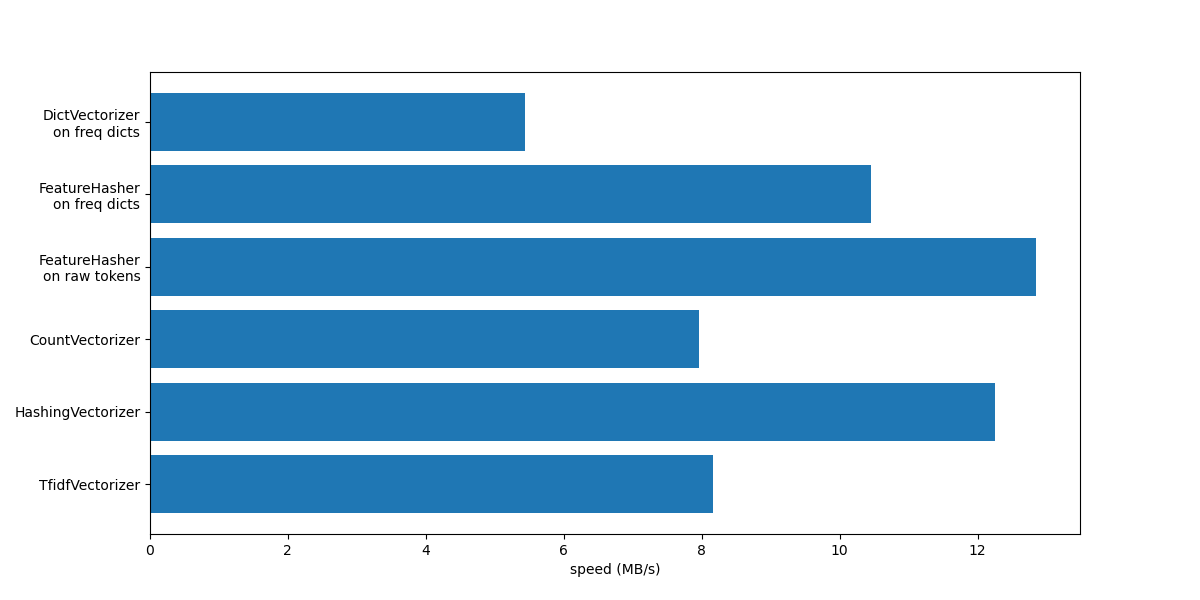 DictVectorizer
on freq dicts
FeatureHasher
on freq dicts
FeatureHasher
on raw tokens
CountVectorizer
HashingVectorizer
TfidfVectorizer
0 2 4 6 8 10 12
speed (MB/s)